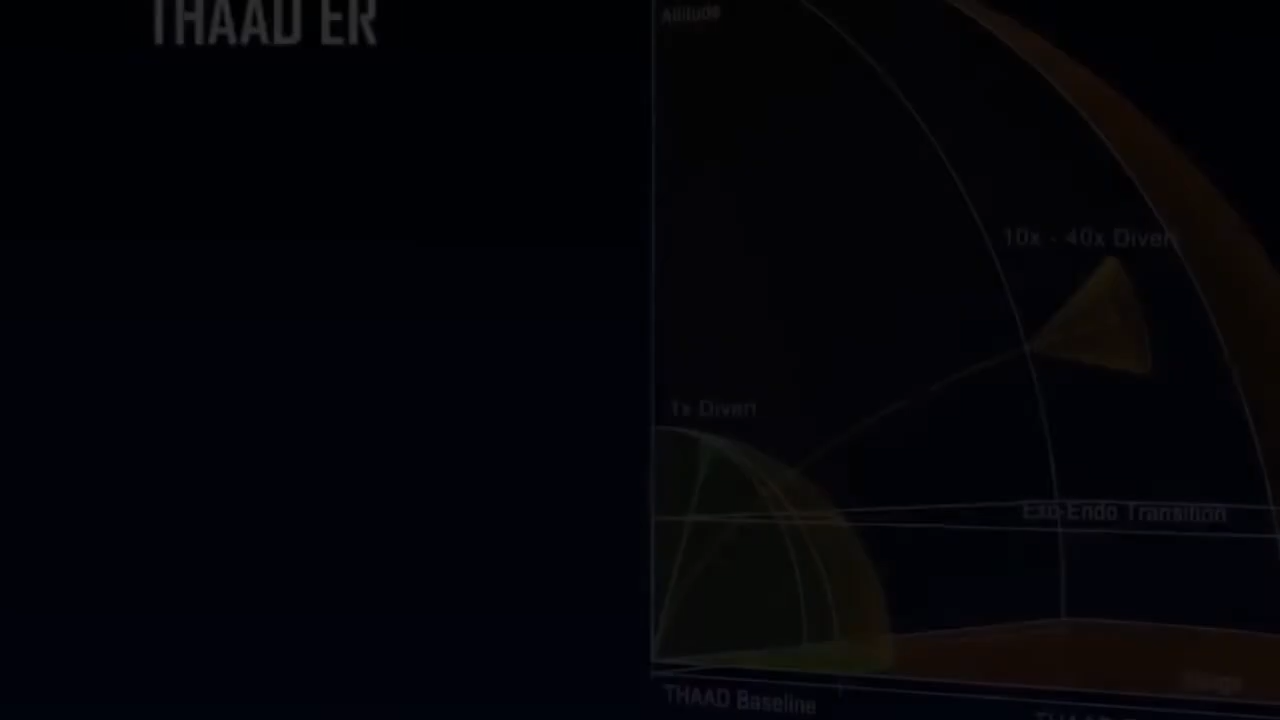 THAAD ER
Altitude
10x - 40x Divert
1x Divert
Exo-Endo Transition
THAAD Baseline